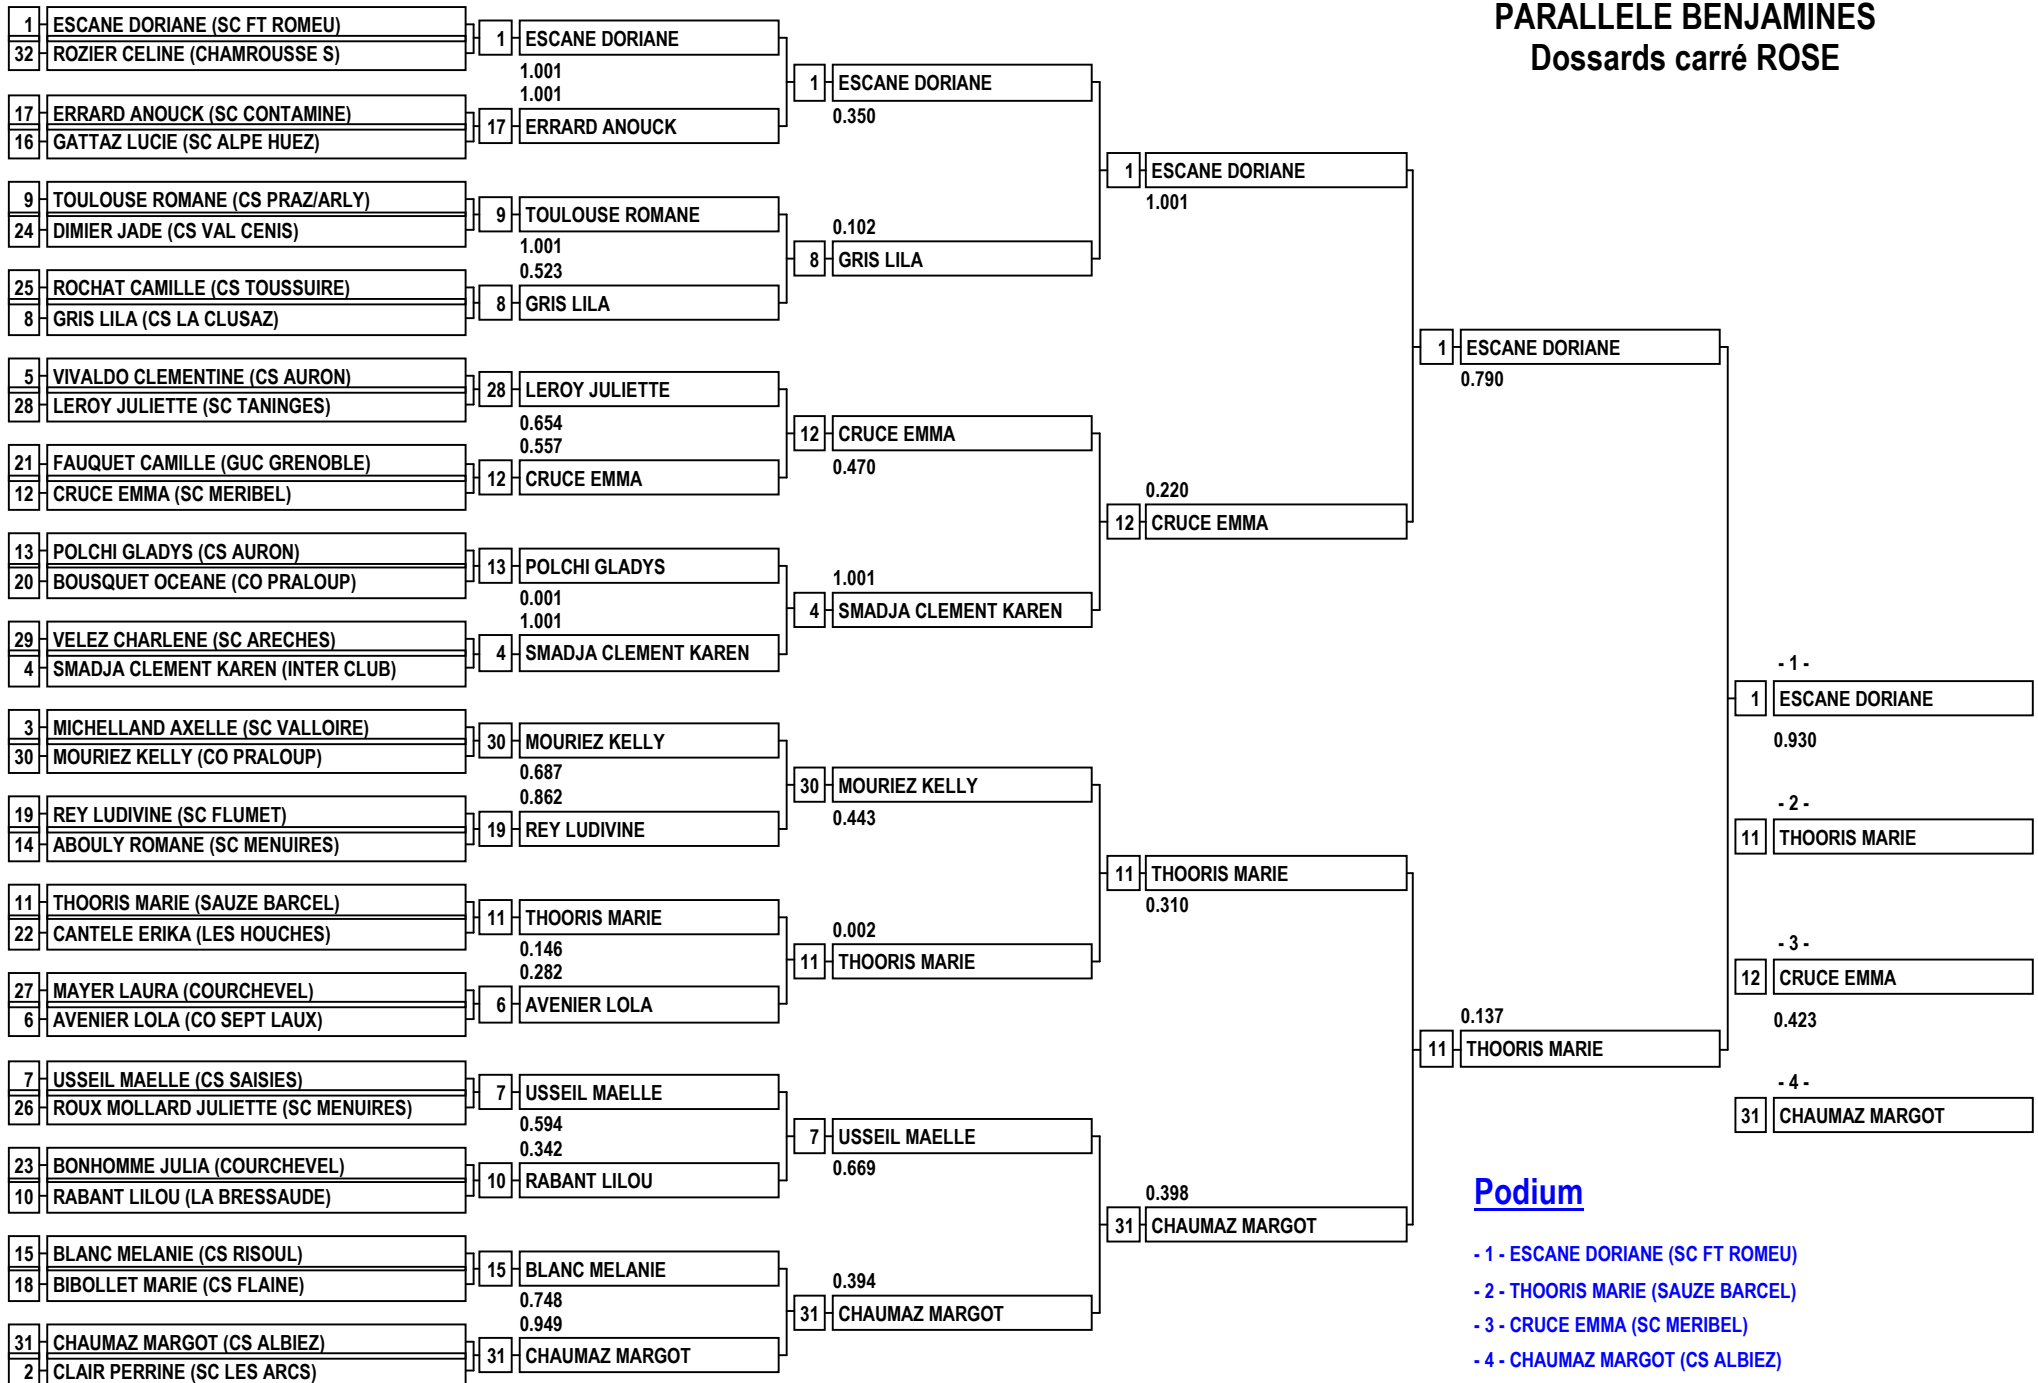 PARALLELE BENJAMINES
Dossards carré ROSE
1 ESCANE DORIANE (SC FT ROMEU)
32 ROZIER CELINE (CHAMROUSSE S)
17 ERRARD ANOUCK (SC CONTAMINE)
16 GATTAZ LUCIE (SC ALPE HUEZ)
9 TOULOUSE ROMANE (CS PRAZ/ARLY)
24 DIMIER JADE (CS VAL CENIS)
25 ROCHAT CAMILLE (CS TOUSSUIRE)
8 GRIS LILA (CS LA CLUSAZ)
5 VIVALDO CLEMENTINE (CS AURON)
28 LEROY JULIETTE (SC TANINGES)
21 FAUQUET CAMILLE (GUC GRENOBLE)
12 CRUCE EMMA (SC MERIBEL)
13 POLCHI GLADYS (CS AURON)
20 BOUSQUET OCEANE (CO PRALOUP)
29 VELEZ CHARLENE (SC ARECHES)
4 SMADJA CLEMENT KAREN (INTER CLUB)
3 MICHELLAND AXELLE (SC VALLOIRE)
30 MOURIEZ KELLY (CO PRALOUP)
19 REY LUDIVINE (SC FLUMET)
14 ABOULY ROMANE (SC MENUIRES)
11 THOORIS MARIE (SAUZE BARCEL)
22 CANTELE ERIKA (LES HOUCHES)
27 MAYER LAURA (COURCHEVEL)
6 AVENIER LOLA (CO SEPT LAUX)
7 USSEIL MAELLE (CS SAISIES)
26 ROUX MOLLARD JULIETTE (SC MENUIRES)
23 BONHOMME JULIA (COURCHEVEL)
10 RABANT LILOU (LA BRESSAUDE)
15 BLANC MELANIE (CS RISOUL)
18 BIBOLLET MARIE (CS FLAINE)
31 CHAUMAZ MARGOT (CS ALBIEZ)
2 CLAIR PERRINE (SC LES ARCS)
1 ESCANE DORIANE
1.001
1.001
17 ERRARD ANOUCK
9 TOULOUSE ROMANE
1.001
0.523
8 GRIS LILA
28 LEROY JULIETTE
0.654
0.557
12 CRUCE EMMA
13 POLCHI GLADYS
0.001
1.001
4 SMADJA CLEMENT KAREN
30 MOURIEZ KELLY
0.687
0.862
19 REY LUDIVINE
11 THOORIS MARIE
0.146
0.282
6 AVENIER LOLA
7 USSEIL MAELLE
0.594
0.342
10 RABANT LILOU
15 BLANC MELANIE
0.748
0.949
31 CHAUMAZ MARGOT
1 ESCANE DORIANE
0.350
0.102
8 GRIS LILA
12 CRUCE EMMA
0.470
1.001
4 SMADJA CLEMENT KAREN
30 MOURIEZ KELLY
0.443
0.002
11 THOORIS MARIE
7 USSEIL MAELLE
0.669
0.394
31 CHAUMAZ MARGOT
1 ESCANE DORIANE
1.001
0.220
12 CRUCE EMMA
11 THOORIS MARIE
0.310
0.398
31 CHAUMAZ MARGOT
1 ESCANE DORIANE
0.790
0.137
11 THOORIS MARIE
- 1 -
1 ESCANE DORIANE
0.930
- 2 -
11 THOORIS MARIE
- 3 -
12 CRUCE EMMA
0.423
- 4 -
31 CHAUMAZ MARGOT
Podium
- 1 - ESCANE DORIANE (SC FT ROMEU)
- 2 - THOORIS MARIE (SAUZE BARCEL)
- 3 - CRUCE EMMA (SC MERIBEL)
- 4 - CHAUMAZ MARGOT (CS ALBIEZ)